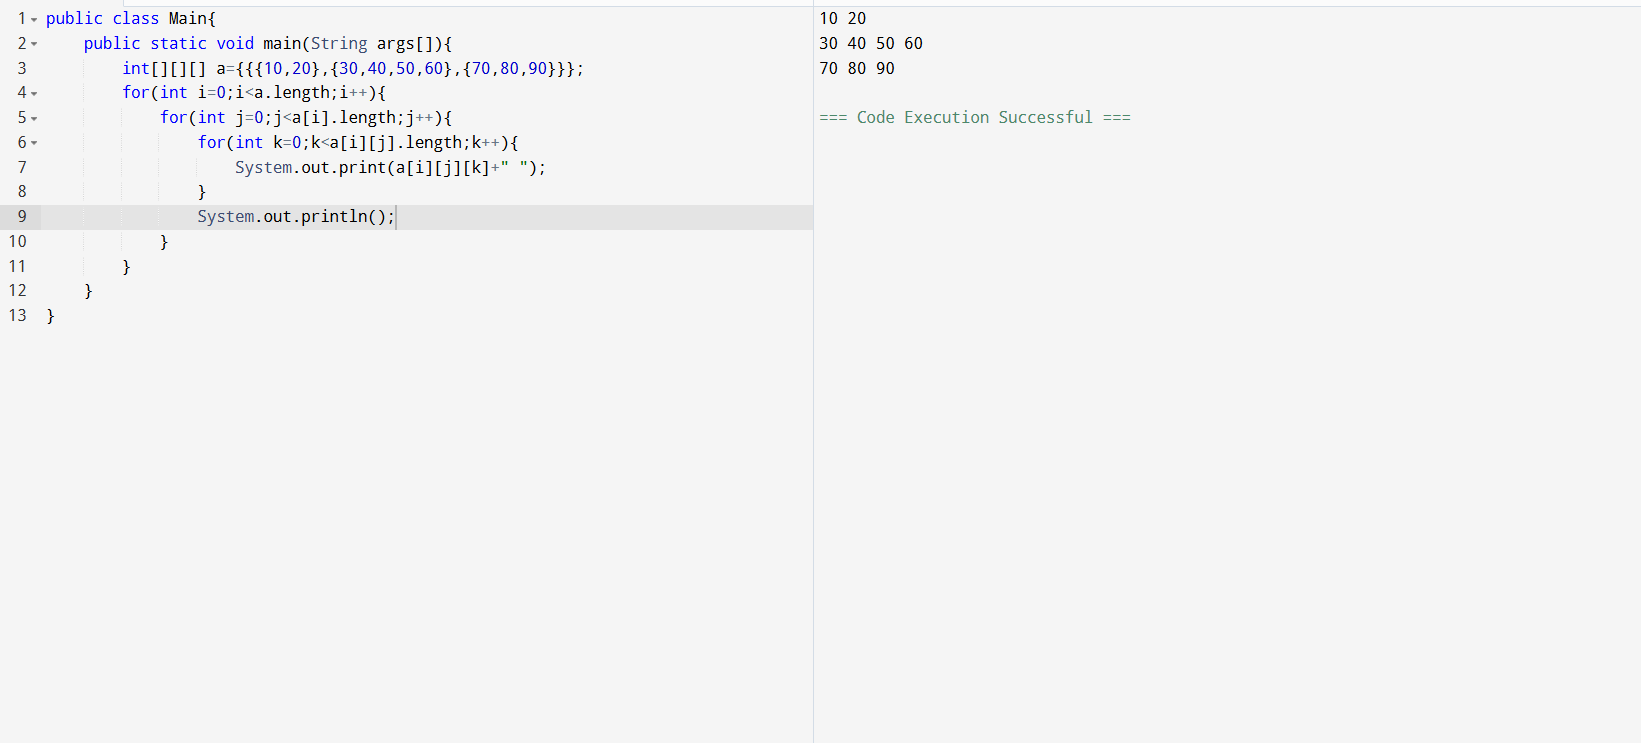 1 public class Main{
2     public static void main(String args[]){
3         int[][][] a={{{10,20},{30,40,50,60},{70,80,90}}};
4         for(int i=0;i<a.length;i++){
5             for(int j=0;j<a[i].length;j++){
6                 for(int k=0;k<a[i][j].length;k++){
7                     System.out.print(a[i][j][k]+" ");
8                 }
9                 System.out.println();
10             }
11         }
12     }
13 }
10 20
30 40 50 60
70 80 90
=== Code Execution Successful ===